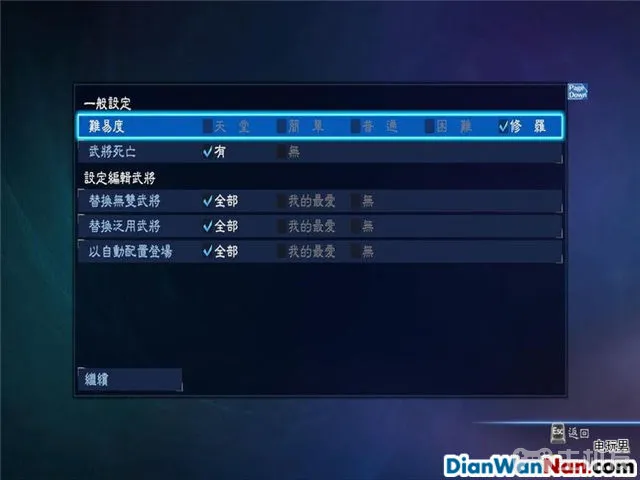 Page Down
一般設定
難易度 天堂 簡單 普通 困難 修羅
武將死亡 有 無
設定編輯武將
替換無雙武將 全部 我的最愛 無
替換泛用武將 全部 我的最愛 無
以自動配置登場 全部 我的最愛 無
繼續
Esc 返回
电玩男
DianWanNan.com